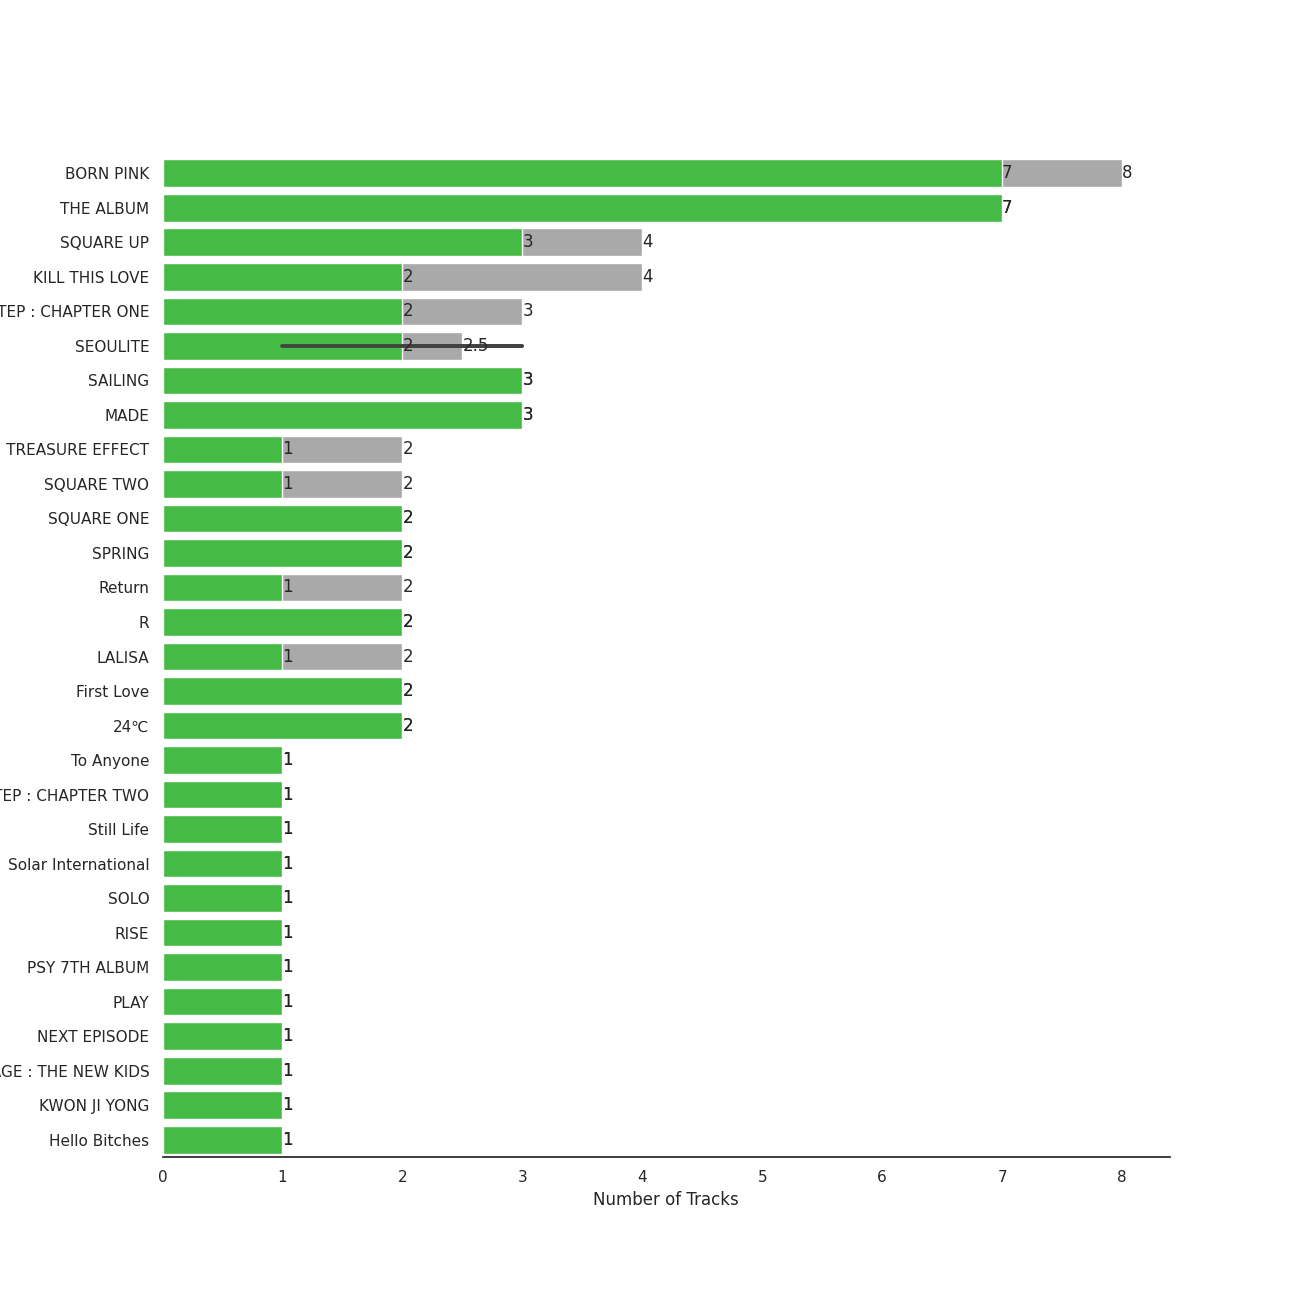 BORN PINK 7 8
THE ALBUM 7
SQUARE UP 3 4
KILL THIS LOVE 2 4
TEP : CHAPTER ONE 2 3
SEOULITE 2 2.5
SAILING 3
MADE 3
TREASURE EFFECT 1 2
SQUARE TWO 1 2
SQUARE ONE 2
SPRING 2
Return 1 2
R 2
LALISA 1 2
First Love 2
24℃ 2
To Anyone 1
TEP : CHAPTER TWO 1
Still Life 1
Solar International 1
SOLO 1
RISE 1
PSY 7TH ALBUM 1
PLAY 1
NEXT EPISODE 1
GE : THE NEW KIDS 1
KWON JI YONG 1
Hello Bitches 1
0 1 2 3 4 5 6 7 8
Number of Tracks